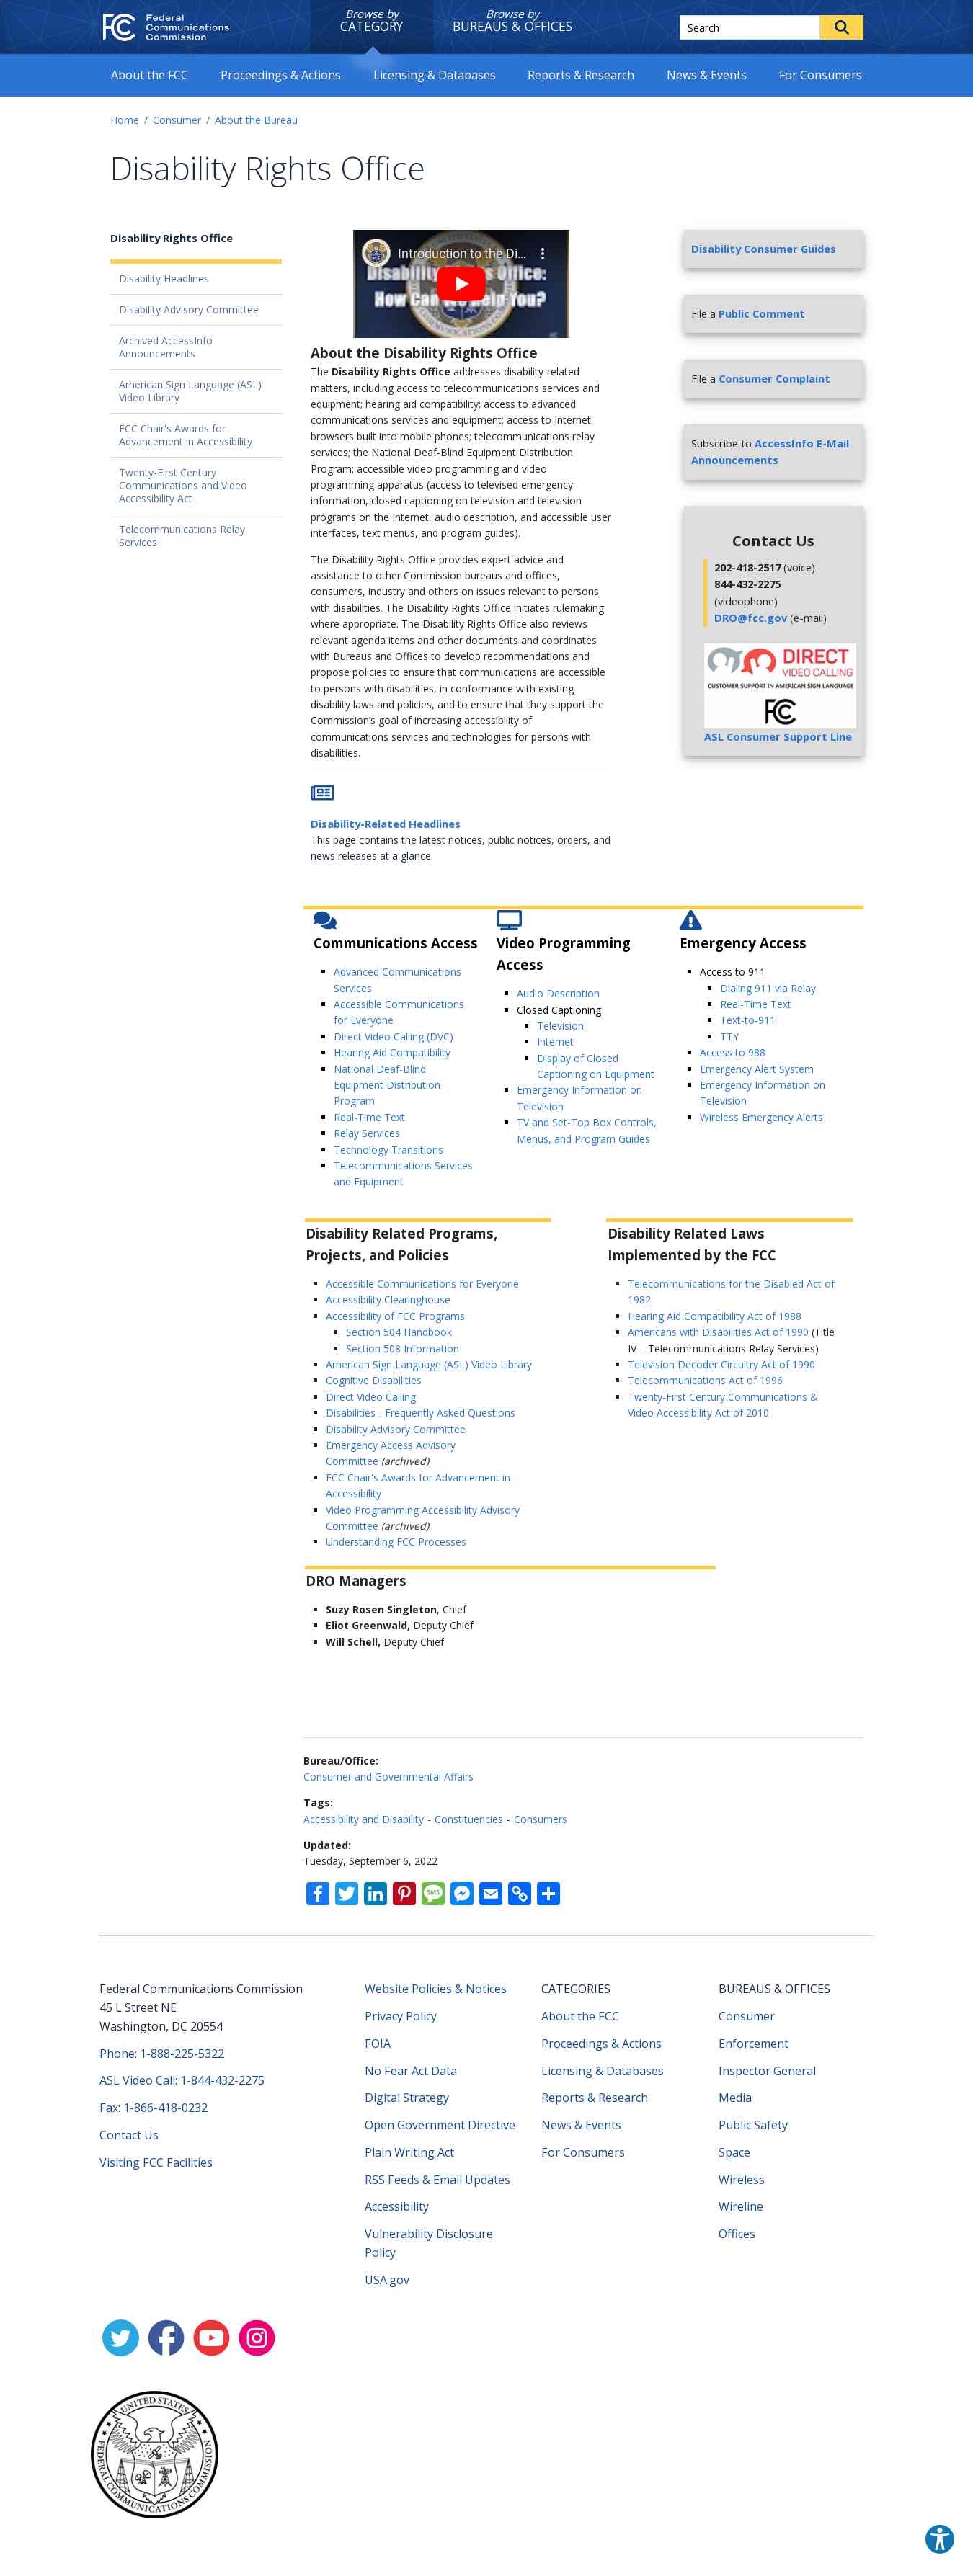 Federal
Communications
Commission
Browse by
CATEGORY
Browse by
BUREAUS & OFFICES
Search
About the FCC
Proceedings & Actions
Licensing & Databases
Reports & Research
News & Events
For Consumers
Home / Consumer / About the Bureau
Disability Rights Office
Disability Rights Office
Disability Headlines
Disability Advisory Committee
Archived AccessInfo
Announcements
American Sign Language (ASL)
Video Library
FCC Chair's Awards for
Advancement in Accessibility
Twenty-First Century
Communications and Video
Accessibility Act
Telecommunications Relay
Services
Introduction to the Di...
Disability Rights Office:
How Can We Help You?
About the Disability Rights Office
The Disability Rights Office addresses disability-related
matters, including access to telecommunications services and
equipment; hearing aid compatibility; access to advanced
communications services and equipment; access to Internet
browsers built into mobile phones; telecommunications relay
services; the National Deaf-Blind Equipment Distribution
Program; accessible video programming and video
programming apparatus (access to televised emergency
information, closed captioning on television and television
programs on the Internet, audio description, and accessible user
interfaces, text menus, and program guides).
The Disability Rights Office provides expert advice and
assistance to other Commission bureaus and offices,
consumers, industry and others on issues relevant to persons
with disabilities. The Disability Rights Office initiates rulemaking
where appropriate. The Disability Rights Office also reviews
relevant agenda items and other documents and coordinates
with Bureaus and Offices to develop recommendations and
propose policies to ensure that communications are accessible
to persons with disabilities, in conformance with existing
disability laws and policies, and to ensure that they support the
Commission's goal of increasing accessibility of
communications services and technologies for persons with
disabilities.
Disability-Related Headlines
This page contains the latest notices, public notices, orders, and
news releases at a glance.
Disability Consumer Guides
File a Public Comment
File a Consumer Complaint
Subscribe to AccessInfo E-Mail
Announcements
Contact Us
202-418-2517 (voice)
844-432-2275
(videophone)
DRO@fcc.gov (e-mail)
DIRECT
VIDEO CALLING
CUSTOMER SUPPORT IN AMERICAN SIGN LANGUAGE
FCC
ASL Consumer Support Line
Communications Access
Advanced Communications
Services
Accessible Communications
for Everyone
Direct Video Calling (DVC)
Hearing Aid Compatibility
National Deaf-Blind
Equipment Distribution
Program
Real-Time Text
Relay Services
Technology Transitions
Telecommunications Services
and Equipment
Video Programming
Access
Audio Description
Closed Captioning
Television
Internet
Display of Closed
Captioning on Equipment
Emergency Information on
Television
TV and Set-Top Box Controls,
Menus, and Program Guides
Emergency Access
Access to 911
Dialing 911 via Relay
Real-Time Text
Text-to-911
TTY
Access to 988
Emergency Alert System
Emergency Information on
Television
Wireless Emergency Alerts
Disability Related Programs,
Projects, and Policies
Accessible Communications for Everyone
Accessibility Clearinghouse
Accessibility of FCC Programs
Section 504 Handbook
Section 508 Information
American Sign Language (ASL) Video Library
Cognitive Disabilities
Direct Video Calling
Disabilities - Frequently Asked Questions
Disability Advisory Committee
Emergency Access Advisory
Committee (archived)
FCC Chair's Awards for Advancement in
Accessibility
Video Programming Accessibility Advisory
Committee (archived)
Understanding FCC Processes
Disability Related Laws
Implemented by the FCC
Telecommunications for the Disabled Act of
1982
Hearing Aid Compatibility Act of 1988
Americans with Disabilities Act of 1990 (Title
IV – Telecommunications Relay Services)
Television Decoder Circuitry Act of 1990
Telecommunications Act of 1996
Twenty-First Century Communications &
Video Accessibility Act of 2010
DRO Managers
Suzy Rosen Singleton, Chief
Eliot Greenwald, Deputy Chief
Will Schell, Deputy Chief
Bureau/Office:
Consumer and Governmental Affairs
Tags:
Accessibility and Disability - Constituencies - Consumers
Updated:
Tuesday, September 6, 2022
SMS
Federal Communications Commission
45 L Street NE
Washington, DC 20554
Phone: 1-888-225-5322
ASL Video Call: 1-844-432-2275
Fax: 1-866-418-0232
Contact Us
Visiting FCC Facilities
Website Policies & Notices
Privacy Policy
FOIA
No Fear Act Data
Digital Strategy
Open Government Directive
Plain Writing Act
RSS Feeds & Email Updates
Accessibility
Vulnerability Disclosure
Policy
USA.gov
CATEGORIES
About the FCC
Proceedings & Actions
Licensing & Databases
Reports & Research
News & Events
For Consumers
BUREAUS & OFFICES
Consumer
Enforcement
Inspector General
Media
Public Safety
Space
Wireless
Wireline
Offices
UNITED STATES
FEDERAL COMMUNICATIONS COMMISSION